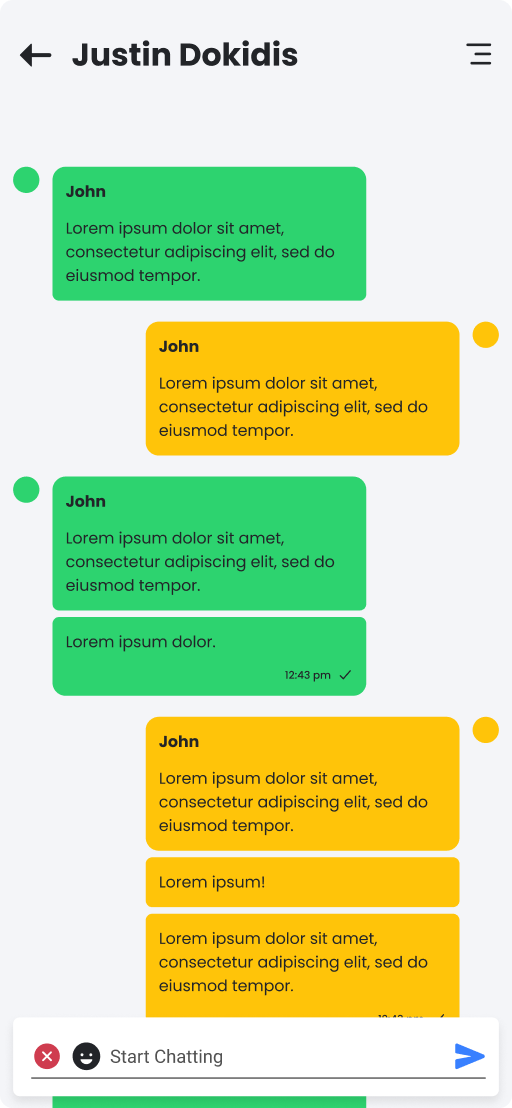 Justin Dokidis
John
Lorem ipsum dolor sit amet,
consectetur adipiscing elit, sed do
eiusmod tempor.
John
Lorem ipsum dolor sit amet,
consectetur adipiscing elit, sed do
eiusmod tempor.
John
Lorem ipsum dolor sit amet,
consectetur adipiscing elit, sed do
eiusmod tempor.
Lorem ipsum dolor.
12:43 pm
John
Lorem ipsum dolor sit amet,
consectetur adipiscing elit, sed do
eiusmod tempor.
Lorem ipsum!
Lorem ipsum dolor sit amet,
consectetur adipiscing elit, sed do
eiusmod tempor.
Start Chatting